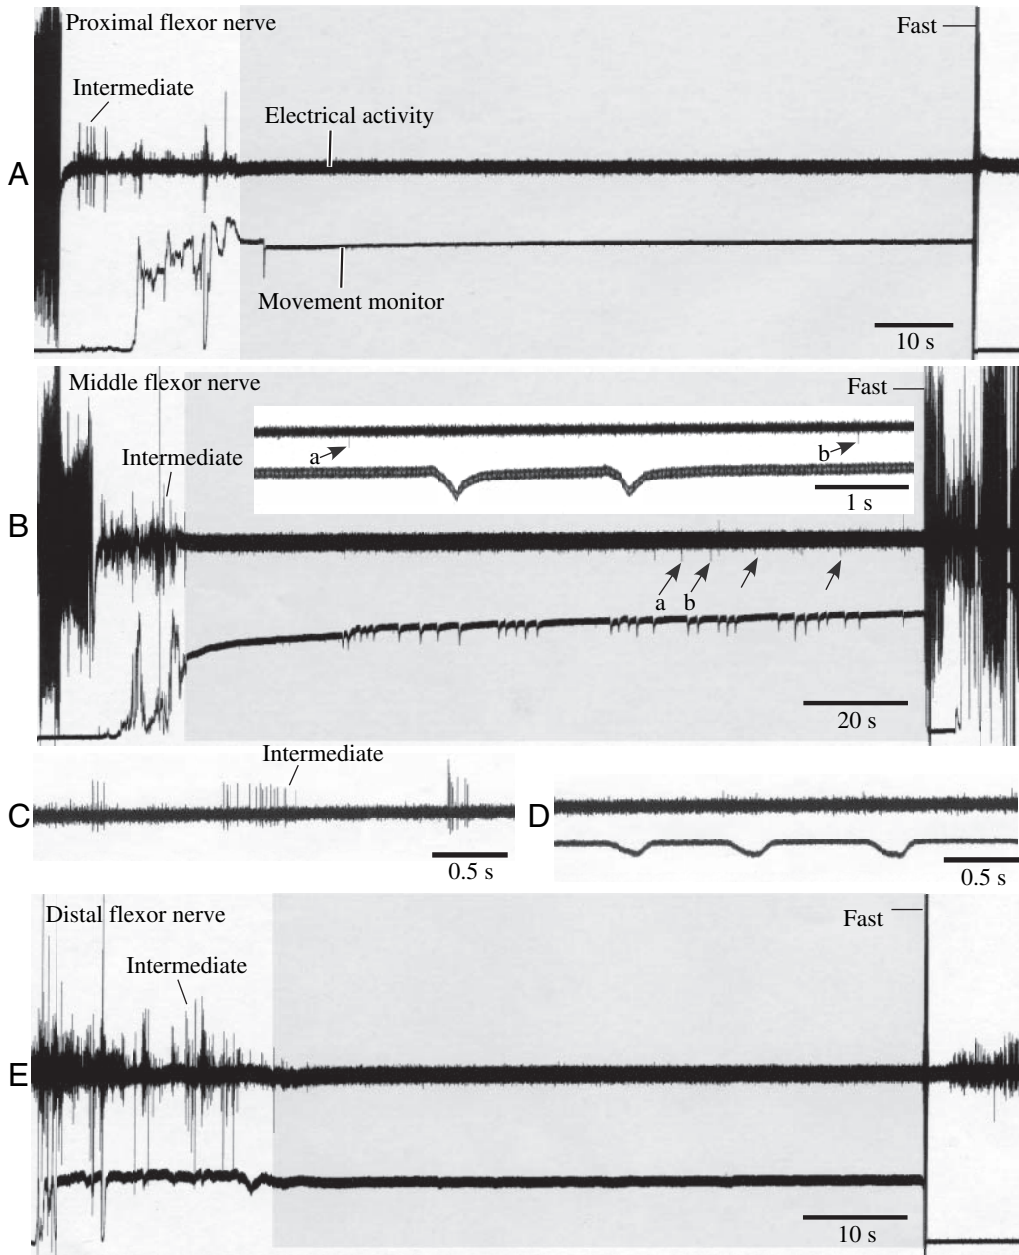 Proximal flexor nerve
Fast
Intermediate
Electrical activity
A
Movement monitor
10 s
Middle flexor nerve
Fast
Intermediate
a
b
1 s
B
a
b
20 s
Intermediate
C
0.5 s
D
0.5 s
Distal flexor nerve
Fast
Intermediate
E
10 s